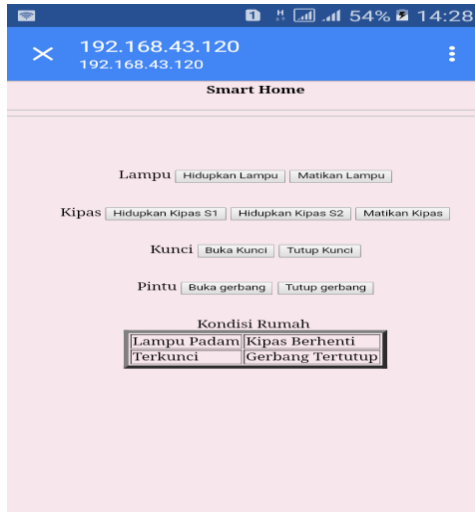 1 H 54% 14:28
192.168.43.120
192.168.43.120
Smart Home
Lampu Hidupkan Lampu Matikan Lampu
Kipas Hidupkan Kipas S1 Hidupkan Kipas S2 Matikan Kipas
Kunci Buka Kunci Tutup Kunci
Pintu Buka gerbang Tutup gerbang
Kondisi Rumah
Lampu Padam Kipas Berhenti
Terkunci Gerbang Tertutup